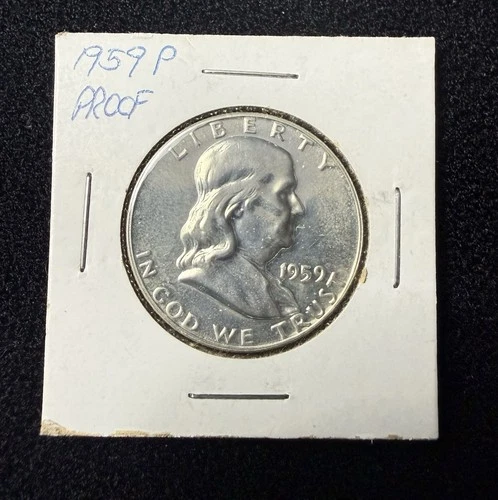 1959 P
PROOF
LIBERTY
1959
IN GOD WE TRUST